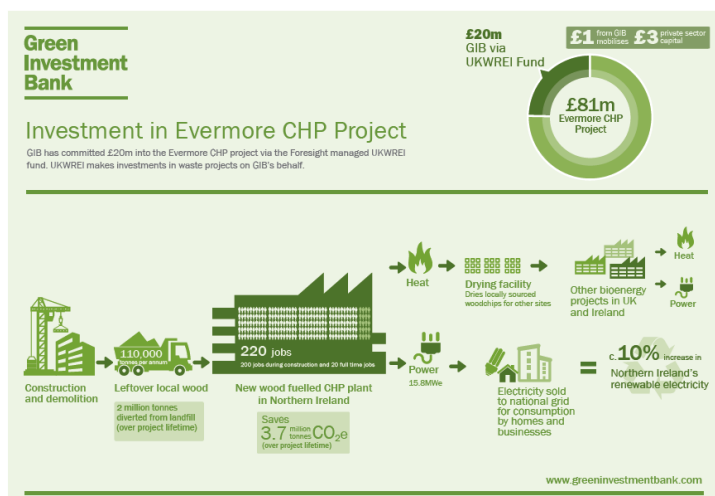 Green
Investment
Bank
£20m
GIB via
UKWREI Fund
£1 from GIB mobilises £3 private sector capital
£81m
Evermore CHP
Project
Investment in Evermore CHP Project
GIB has committed £20m into the Evermore CHP project via the Foresight managed UKWREI
fund. UKWREI makes investments in waste projects on GIB's behalf.
Construction
and demolition
110,000
tonnes per annum
Leftover local wood
2 million tonnes
diverted from landfill
(over project lifetime)
220 jobs
200 jobs during construction and 20 full time jobs
New wood fuelled CHP plant
in Northern Ireland
Saves
3.7 million tonnes CO2e
(over project lifetime)
Heat
Drying facility
Dries locally sourced
woodchips for other sites
Other bioenergy
projects in UK
and Ireland
Heat
Power
Power
15.8MWe
Electricity sold
to national grid
for consumption
by homes and
businesses
c.10% increase in
Northern Ireland's
renewable electricity
www.greeninvestmentbank.com